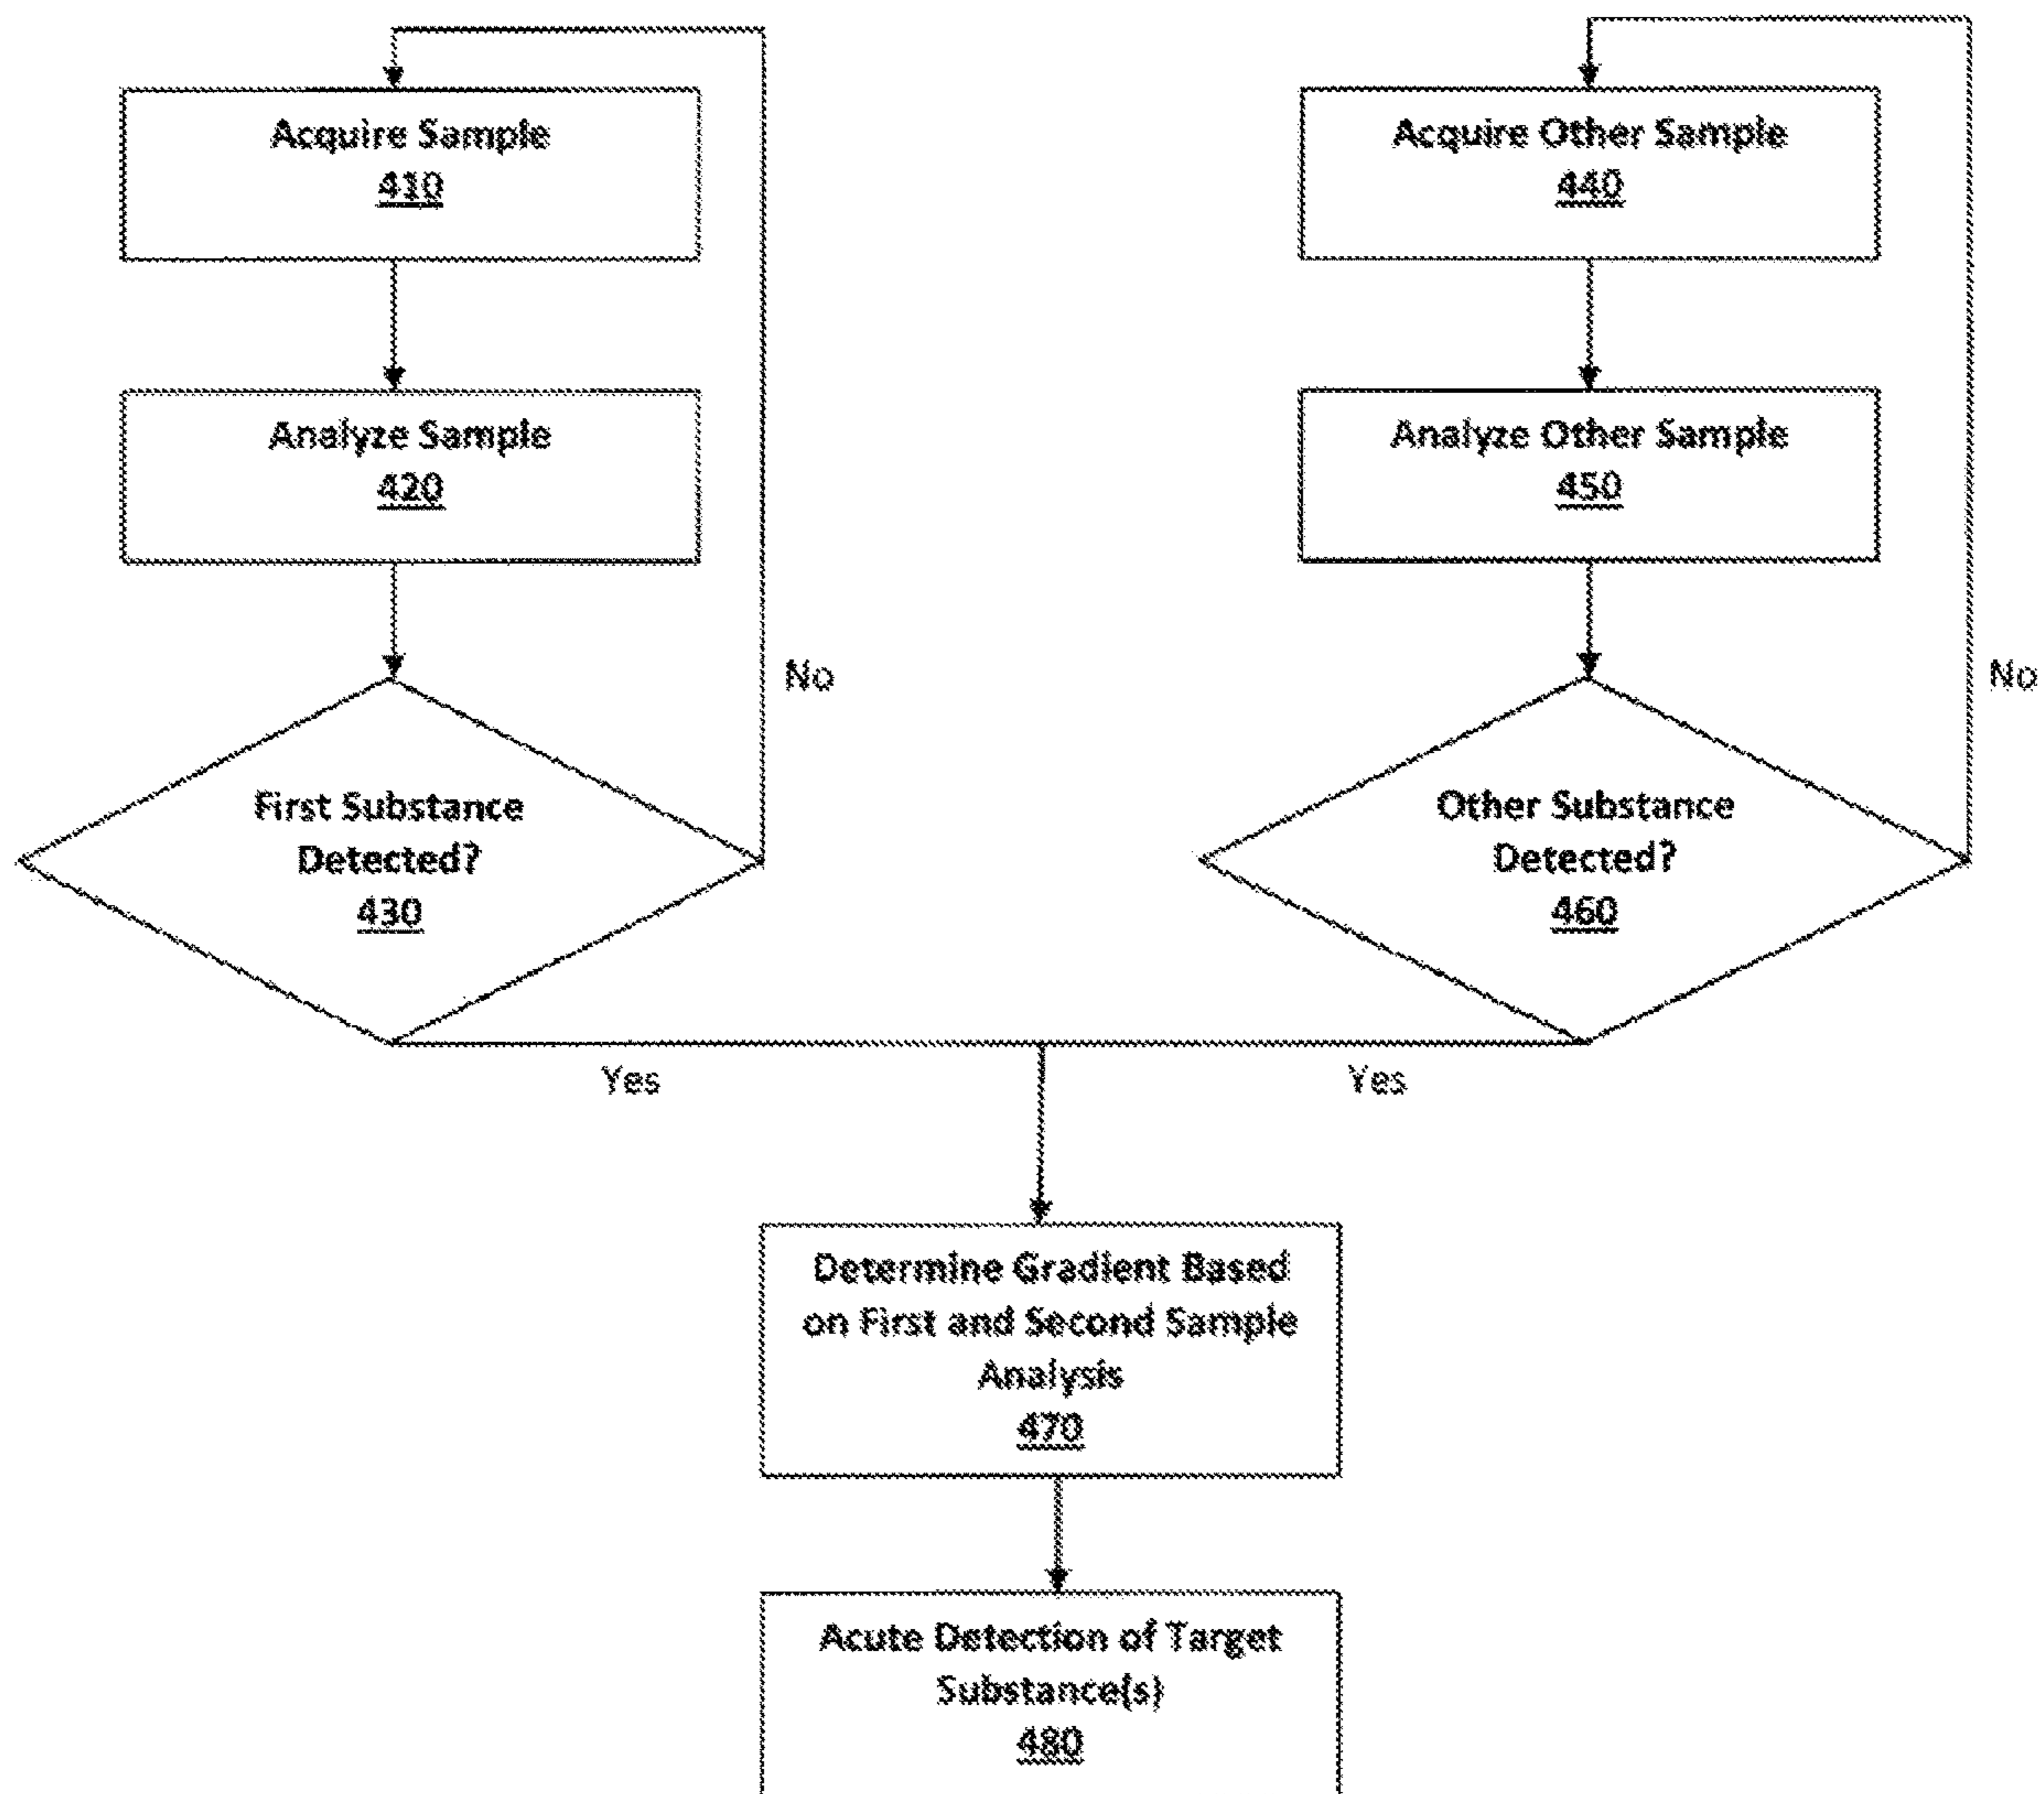 Acquire Sample
410
Analyze Sample
420
No
First Substance
Detected?
430
Yes
Acquire Other Sample
440
Analyze Other Sample
450
No
Other Substance
Detected?
460
Yes
Determine Gradient Based
on First and Second Sample
Analysis
470
Acute Detection of Target
Substance(s)
480